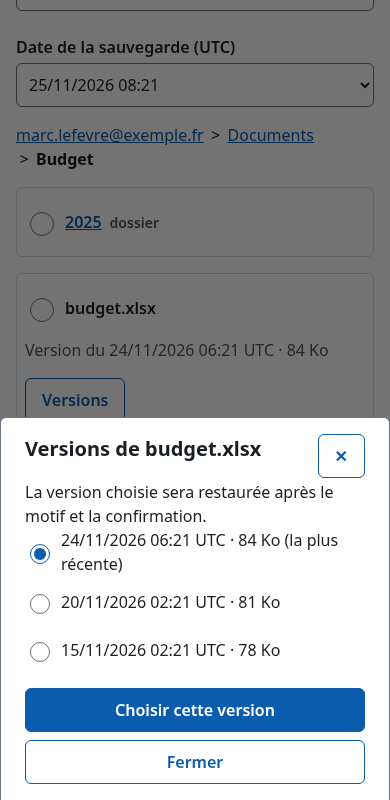 Date de la sauvegarde (UTC)
25/11/2026 08:21
marc.lefevre@exemple.fr > Documents
> Budget
2025 dossier
budget.xlsx
Version du 24/11/2026 06:21 UTC · 84 Ko
Versions
Versions de budget.xlsx
×
La version choisie sera restaurée après le
motif et la confirmation.
24/11/2026 06:21 UTC · 84 Ko (la plus
récente)
20/11/2026 02:21 UTC · 81 Ko
15/11/2026 02:21 UTC · 78 Ko
Choisir cette version
Fermer